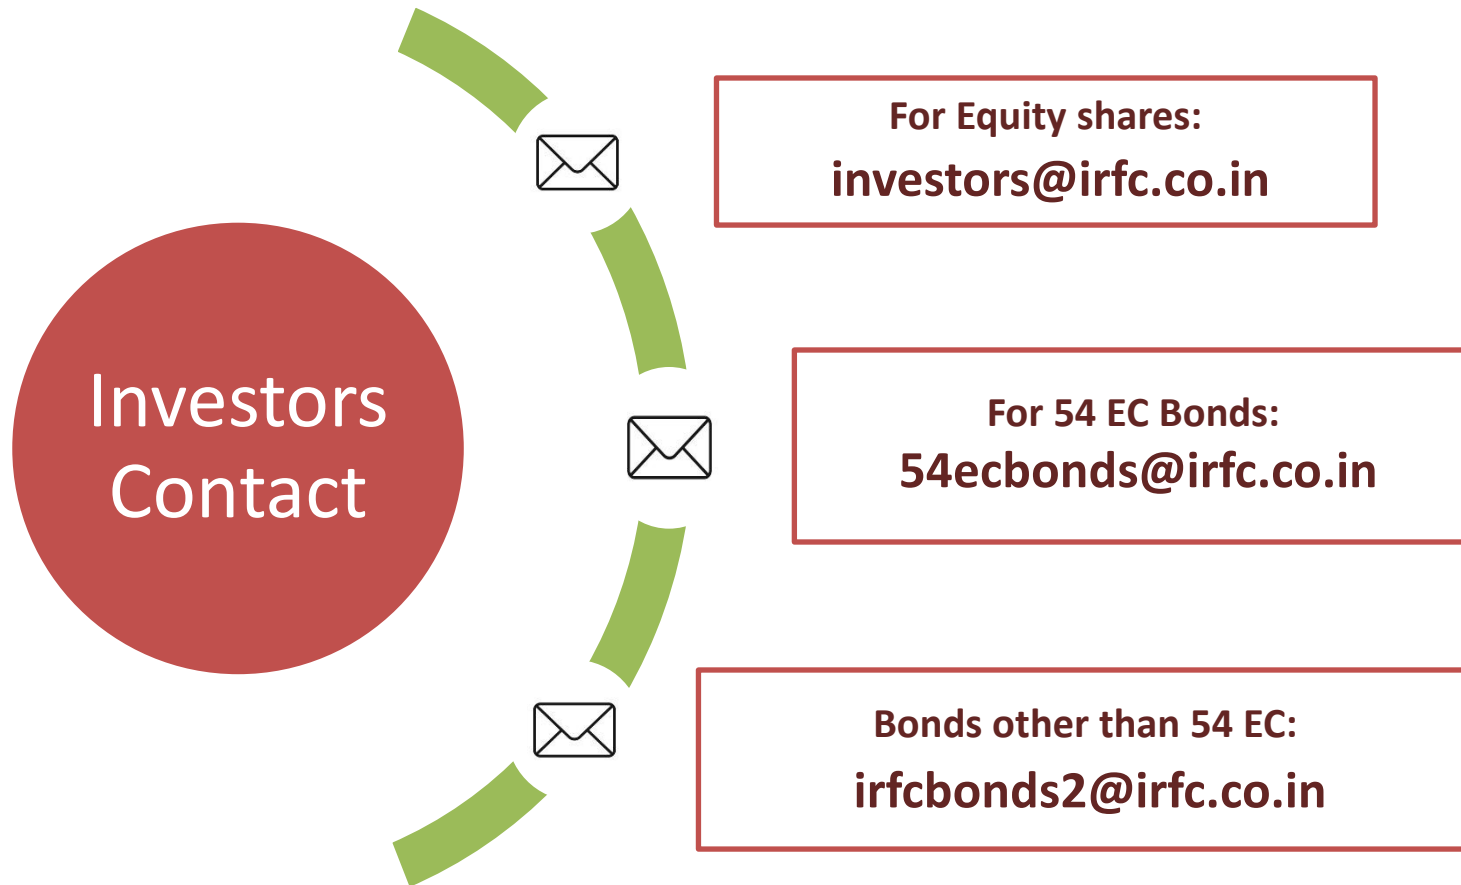 Investors
Contact
For Equity shares:
investors@irfc.co.in
For 54 EC Bonds:
54ecbonds@irfc.co.in
Bonds other than 54 EC:
irfcbonds2@irfc.co.in